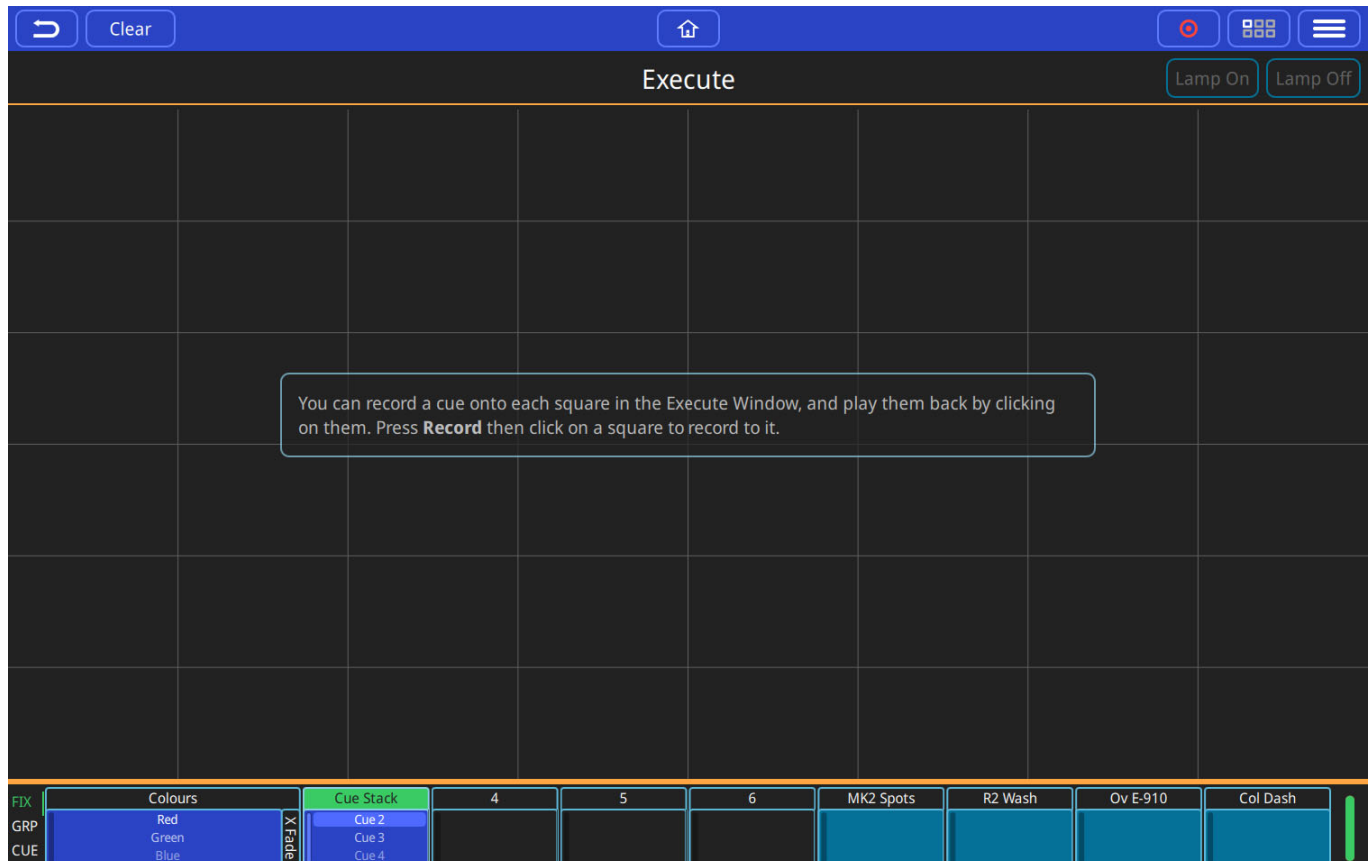 Clear
Execute
Lamp On
Lamp Off
You can record a cue onto each square in the Execute Window, and play them back by clicking
on them. Press Record then click on a square to record to it.
FIX
GRP
CUE
Colours
Red
Green
Blue
X Fade
Cue Stack
Cue 2
Cue 3
Cue 4
4
5
6
MK2 Spots
R2 Wash
Ov E-910
Col Dash